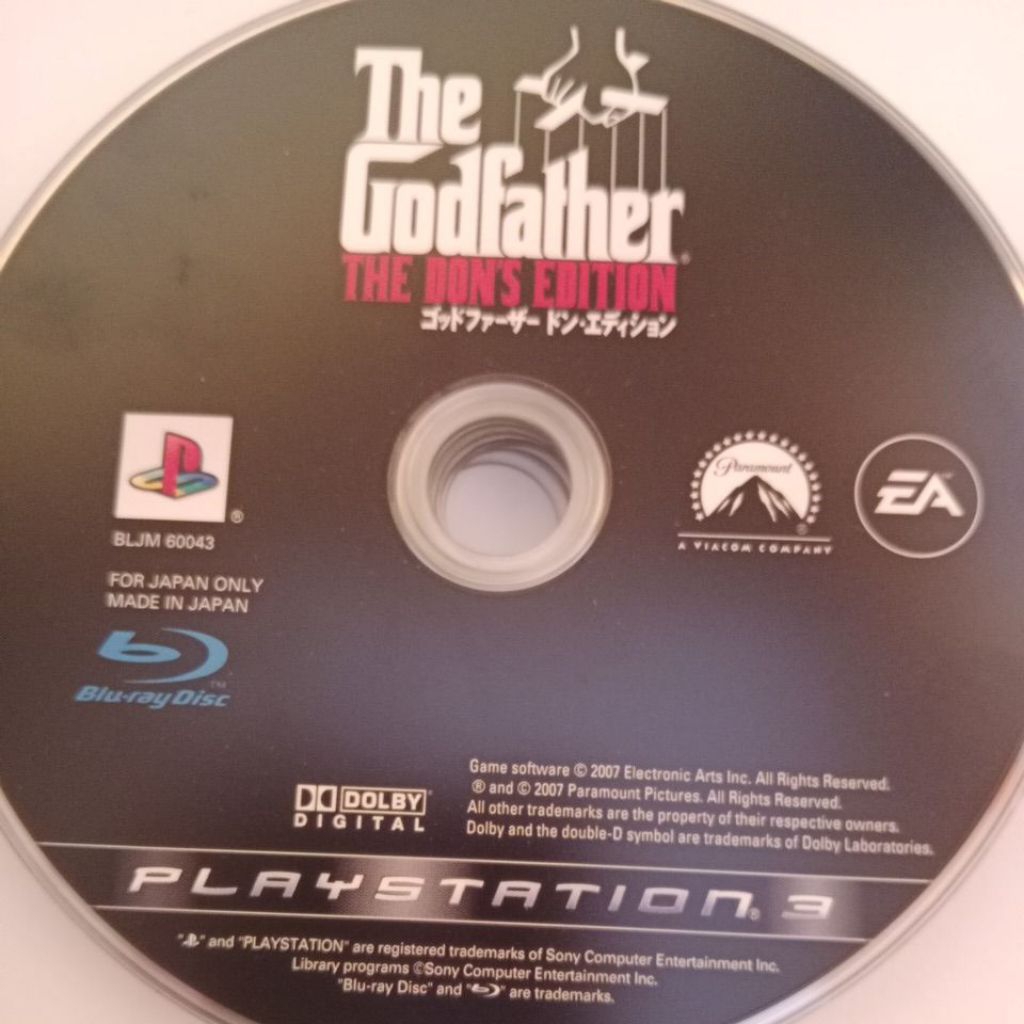 The
Godfather®
THE DON'S EDITION
ゴッドファーザー ドン・エディション
®
BLJM 60043
FOR JAPAN ONLY
MADE IN JAPAN
Blu-ray Disc™
Paramount®
A VIACOM COMPANY
EA™
DOLBY®
DIGITAL
Game software © 2007 Electronic Arts Inc. All Rights Reserved.
® and © 2007 Paramount Pictures. All Rights Reserved.
All other trademarks are the property of their respective owners.
Dolby and the double-D symbol are trademarks of Dolby Laboratories.
PLAYSTATION®3
" " and "PLAYSTATION" are registered trademarks of Sony Computer Entertainment Inc.
Library programs ©Sony Computer Entertainment Inc.
"Blu-ray Disc" and " " are trademarks.